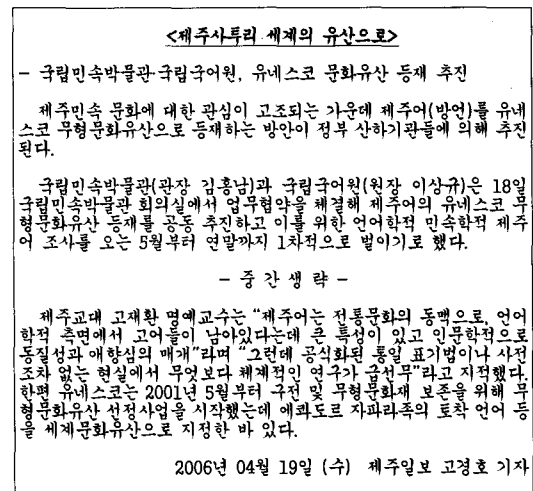 <제주사투리 세계의 유산으로>
- 국립민속박물관·국립국어원, 유네스코 문화유산 등재 추진
제주민속 문화에 대한 관심이 고조되는 가운데 제주어(방언)를 유네
스코 무형문화유산으로 등재하는 방안이 정부 산하기관들에 의해 추진
된다.
국립민속박물관(관장 김홍남)과 국립국어원(원장 이상규)은 18일
국립민속박물관 회의실에서 업무협약을 체결해 제주어의 유네스코 무
형문화유산 등재를 공동 추진하고 이를 위한 언어학적 민속학적 제주
어 조사를 오는 5월부터 연말까지 1차적으로 벌이기로 했다.
- 중간생략 -
제주교대 고재환 명예교수는 "제주어는 전통문화의 동맥으로, 언어
학적 측면에서 고어들이 남아있다는데 큰 특성이 있고 인문학적으로
동질성과 애향심의 매개"라며 "그런데 공식화된 통일 표기법이나 사전
조차 없는 현실에서 무엇보다 체계적인 연구가 급선무"라고 지적했다.
한편 유네스코는 2001년 5월부터 구전 및 무형문화재 보존을 위해 무
형문화유산 선정사업을 시작했는데 에콰도르 자파라족의 토착 언어 등
을 세계문화유산으로 지정한 바 있다.
2006년 04월 19일 (수) 제주일보 고경호 기자